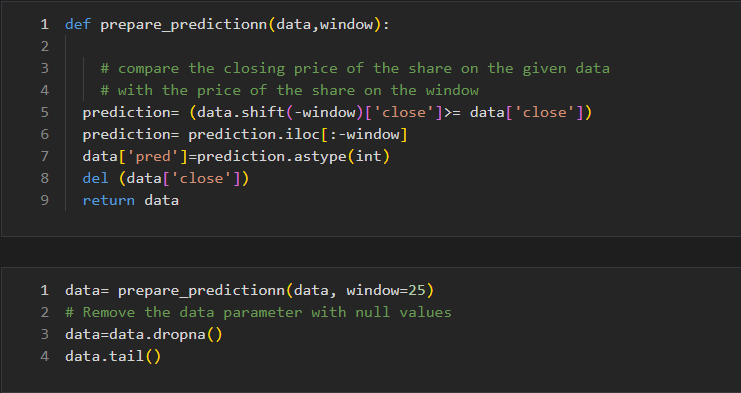 1 def prepare_predictionn(data,window):
2
3 # compare the closing price of the share on the given data
4 # with the price of the share on the window
5 prediction= (data.shift(-window)['close']>= data['close'])
6 prediction= prediction.iloc[:-window]
7 data['pred']=prediction.astype(int)
8 del (data['close'])
9 return data
1 data= prepare_predictionn(data, window=25)
2 # Remove the data parameter with null values
3 data=data.dropna()
4 data.tail()